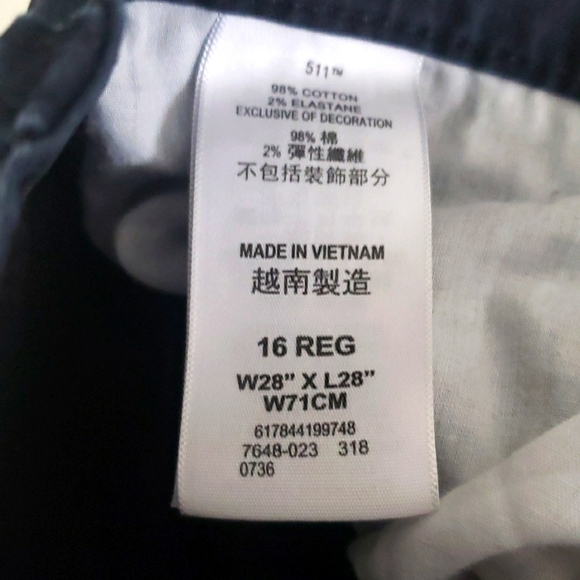 511™
98% COTTON
2% ELASTANE
EXCLUSIVE OF DECORATION
98% 棉
2% 彈性纖維
不包括裝飾部分
MADE IN VIETNAM
越南製造
16 REG
W28” X L28”
W71CM
617844199748
7648-023 318
0736